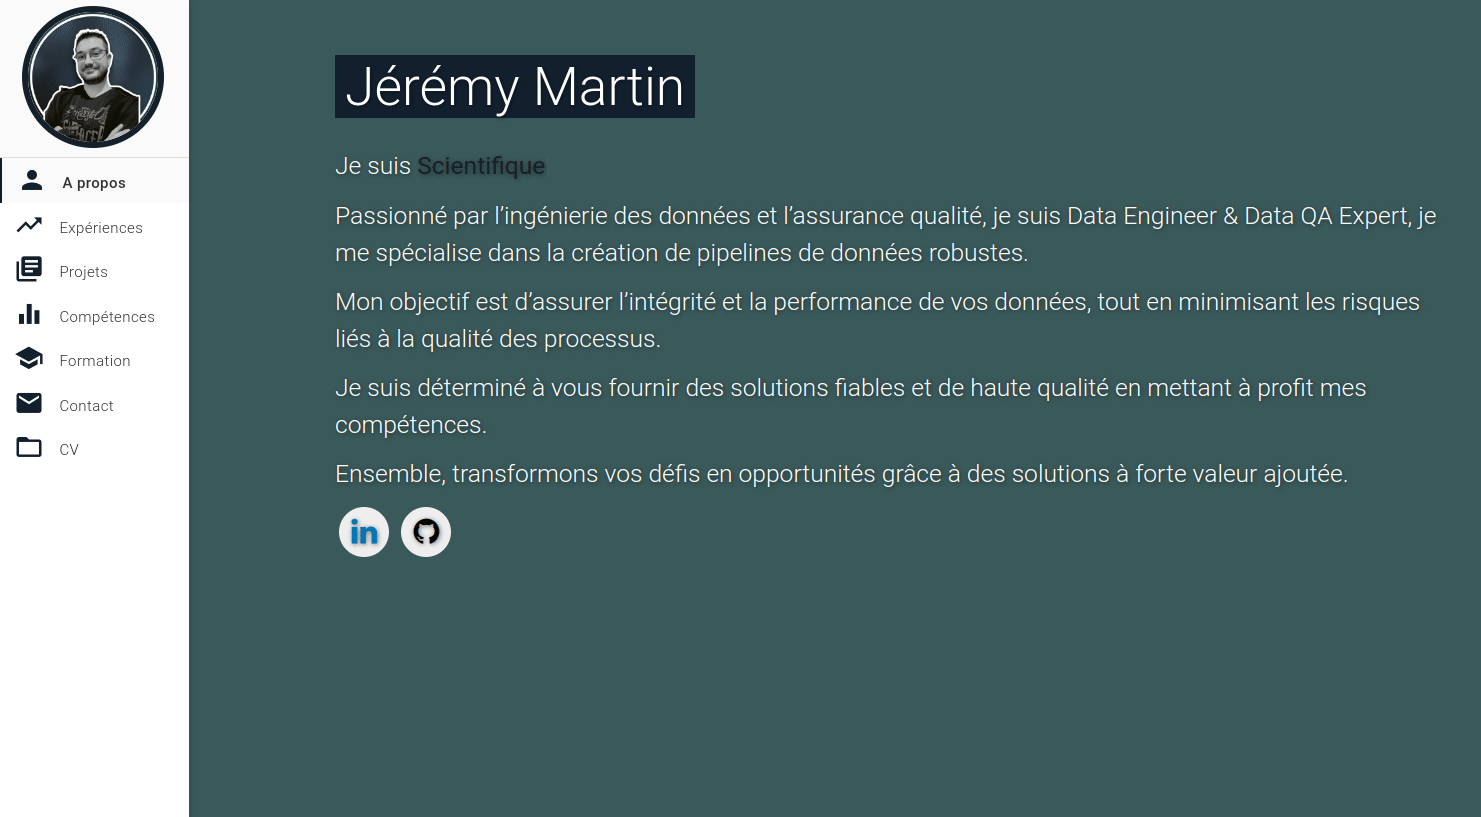 A propos
Expériences
Projets
Compétences
Formation
Contact
CV
Jérémy Martin
Je suis Scientifique
Passionné par l’ingénierie des données et l’assurance qualité, je suis Data Engineer & Data QA Expert, je
me spécialise dans la création de pipelines de données robustes.
Mon objectif est d’assurer l’intégrité et la performance de vos données, tout en minimisant les risques
liés à la qualité des processus.
Je suis déterminé à vous fournir des solutions fiables et de haute qualité en mettant à profit mes
compétences.
Ensemble, transformons vos défis en opportunités grâce à des solutions à forte valeur ajoutée.
in